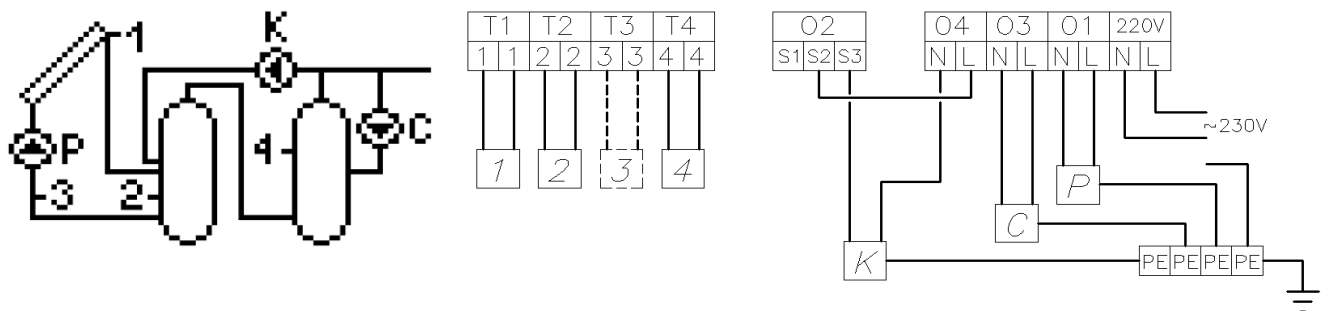 K
1
P
C
4
3
2
T1 T2 T3 T4
1 1 2 2 3 3 4 4
1 2 3 4
O2 O4 O3 O1 220V
S1 S2 S3 N L N L N L N L
~230V
P
C
K
PE PE PE PE